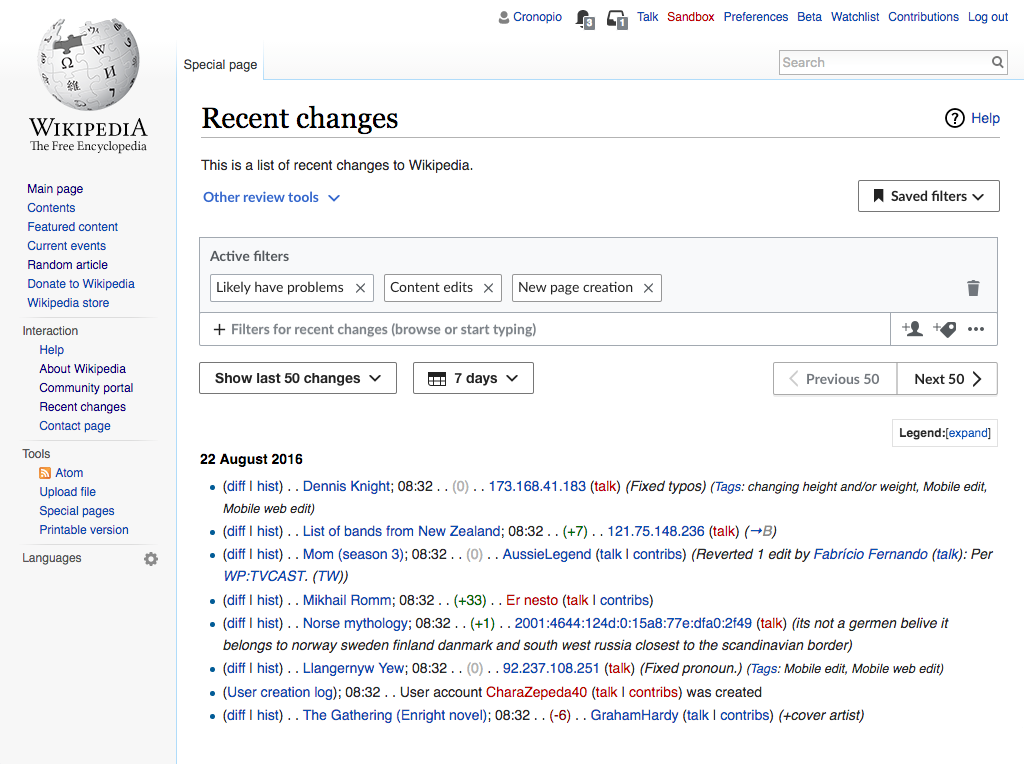 Cronopio 3 1 Talk Sandbox Preferences Beta Watchlist Contributions Log out
Special page
Search
Ω W И 維
WIKIPEDIA
The Free Encyclopedia
Main page
Contents
Featured content
Current events
Random article
Donate to Wikipedia
Wikipedia store
Interaction
Help
About Wikipedia
Community portal
Recent changes
Contact page
Tools
Atom
Upload file
Special pages
Printable version
Languages
Recent changes
? Help
This is a list of recent changes to Wikipedia.
Other review tools
Saved filters
Active filters
Likely have problems × Content edits × New page creation ×
+ Filters for recent changes (browse or start typing)
Show last 50 changes 7 days Previous 50 Next 50
Legend:[expand]
22 August 2016
• (diff | hist) . . Dennis Knight; 08:32 . . (0) . . 173.168.41.183 (talk) (Fixed typos) (Tags: changing height and/or weight, Mobile edit,
Mobile web edit)
• (diff | hist) . . List of bands from New Zealand; 08:32 . . (+7) . . 121.75.148.236 (talk) (→B)
• (diff | hist) . . Mom (season 3); 08:32 . . (0) . . AussieLegend (talk | contribs) (Reverted 1 edit by Fabrício Fernando (talk): Per
WP:TVCAST. (TW))
• (diff | hist) . . Mikhail Romm; 08:32 . . (+33) . . Er nesto (talk | contribs)
• (diff | hist) . . Norse mythology; 08:32 . . (+1) . . 2001:4644:124d:0:15a8:77e:dfa0:2f49 (talk) (its not a germen belive it
belongs to norway sweden finland danmark and south west russia closest to the scandinavian border)
• (diff | hist) . . Llangernyw Yew; 08:32 . . (0) . . 92.237.108.251 (talk) (Fixed pronoun.) (Tags: Mobile edit, Mobile web edit)
• (User creation log); 08:32 . . User account CharaZepeda40 (talk | contribs) was created
• (diff | hist) . . The Gathering (Enright novel); 08:32 . . (-6) . . GrahamHardy (talk | contribs) (+cover artist)